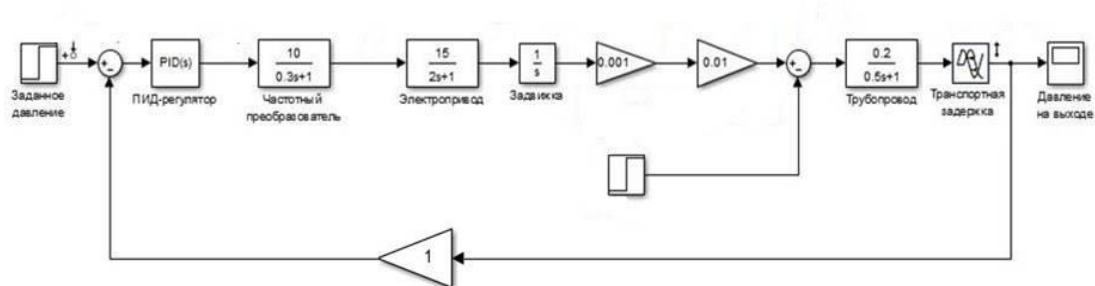 Заданное
давление
PID(s)
ПИД-регулятор
10
0.3s+1
Частотный
преобразователь
15
2s+1
Электропривод
1
s
Задвижка
0.001
0.01
0.2
0.5s+1
Трубопровод
Транспортная
задержка
Давление
на выходе
1